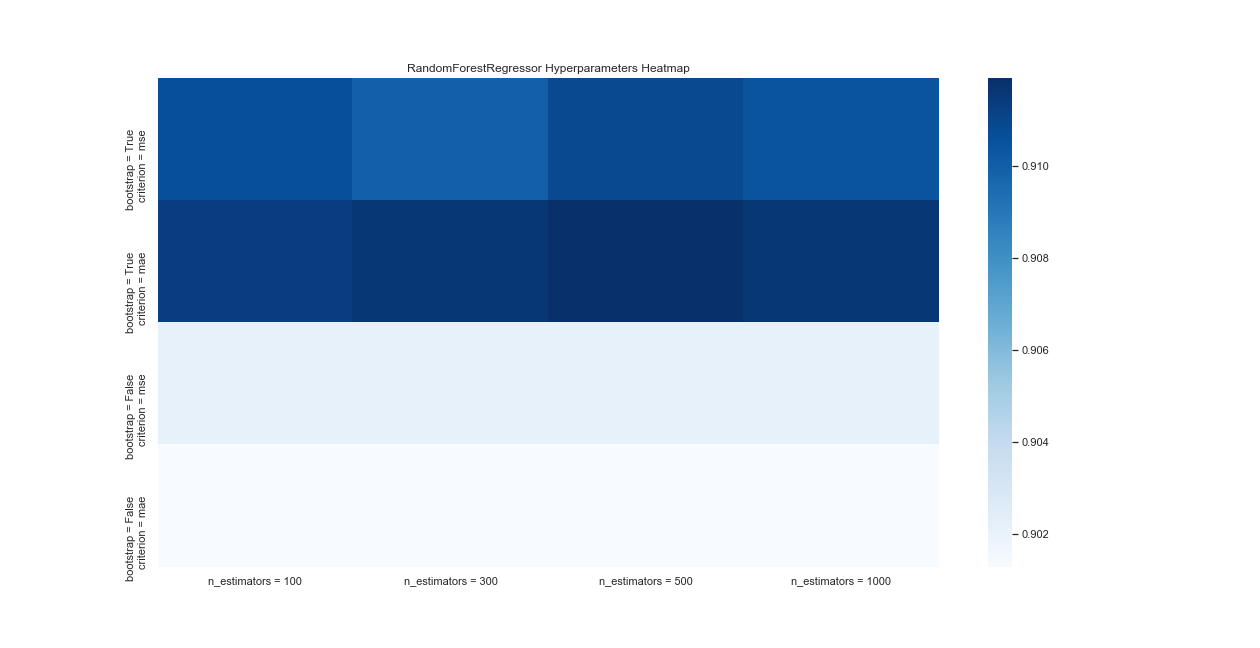 RandomForestRegressor Hyperparameters Heatmap
bootstrap = True
criterion = mse
bootstrap = True
criterion = mae
bootstrap = False
criterion = mse
bootstrap = False
criterion = mae
n_estimators = 100
n_estimators = 300
n_estimators = 500
n_estimators = 1000
0.910
0.908
0.906
0.904
0.902